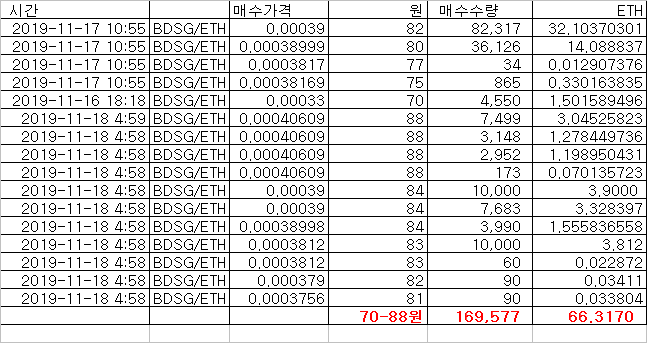 시간 매수가격 원 매수수량 ETH
2019-11-17 10:55 BDSG/ETH 0.00039 82 82,317 32.10370301
2019-11-17 10:55 BDSG/ETH 0.00038999 80 36,126 14.088837
2019-11-17 10:55 BDSG/ETH 0.0003817 77 34 0.012907376
2019-11-17 10:55 BDSG/ETH 0.00038169 75 865 0.330163835
2019-11-16 18:18 BDSG/ETH 0.00033 70 4,550 1.501589496
2019-11-18 4:59 BDSG/ETH 0.00040609 88 7,499 3.04525823
2019-11-18 4:58 BDSG/ETH 0.00040609 88 3,148 1.278449736
2019-11-18 4:58 BDSG/ETH 0.00040609 88 2,952 1.198950431
2019-11-18 4:58 BDSG/ETH 0.00040609 88 173 0.070135723
2019-11-18 4:58 BDSG/ETH 0.00039 84 10,000 3.9000
2019-11-18 4:58 BDSG/ETH 0.00039 84 7,683 3.328397
2019-11-18 4:58 BDSG/ETH 0.00038998 84 3,990 1.555836558
2019-11-18 4:58 BDSG/ETH 0.0003812 83 10,000 3.812
2019-11-18 4:58 BDSG/ETH 0.0003812 83 60 0.022872
2019-11-18 4:58 BDSG/ETH 0.000379 82 90 0.03411
2019-11-18 4:58 BDSG/ETH 0.0003756 81 90 0.033804
70-88원 169,577 66.3170